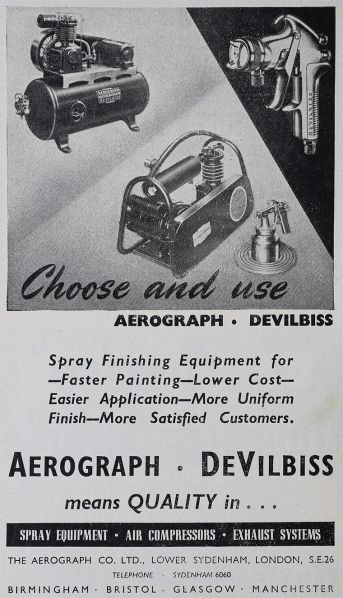 Choose and use
AEROGRAPH · DEVILBISS
Spray Finishing Equipment for
—Faster Painting—Lower Cost—
Easier Application—More Uniform
Finish—More Satisfied Customers.
AEROGRAPH · DEVILBISS
means QUALITY in . . .
SPRAY EQUIPMENT · AIR COMPRESSORS · EXHAUST SYSTEMS
THE AEROGRAPH CO. LTD., LOWER SYDENHAM, LONDON, S.E.26
TELEPHONE · SYDENHAM 6060
BIRMINGHAM · BRISTOL · GLASGOW · MANCHESTER